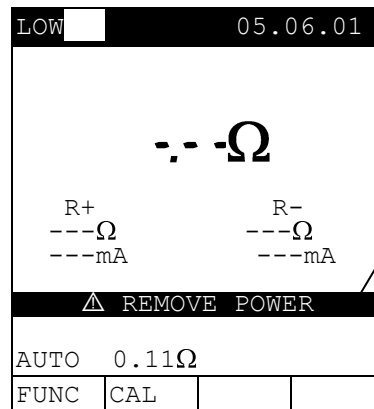 LOW 05.06.01
-.- -Ω
R+ R-
---Ω ---Ω
---mA ---mA
⚠ REMOVE POWER
AUTO 0.11Ω
FUNC CAL